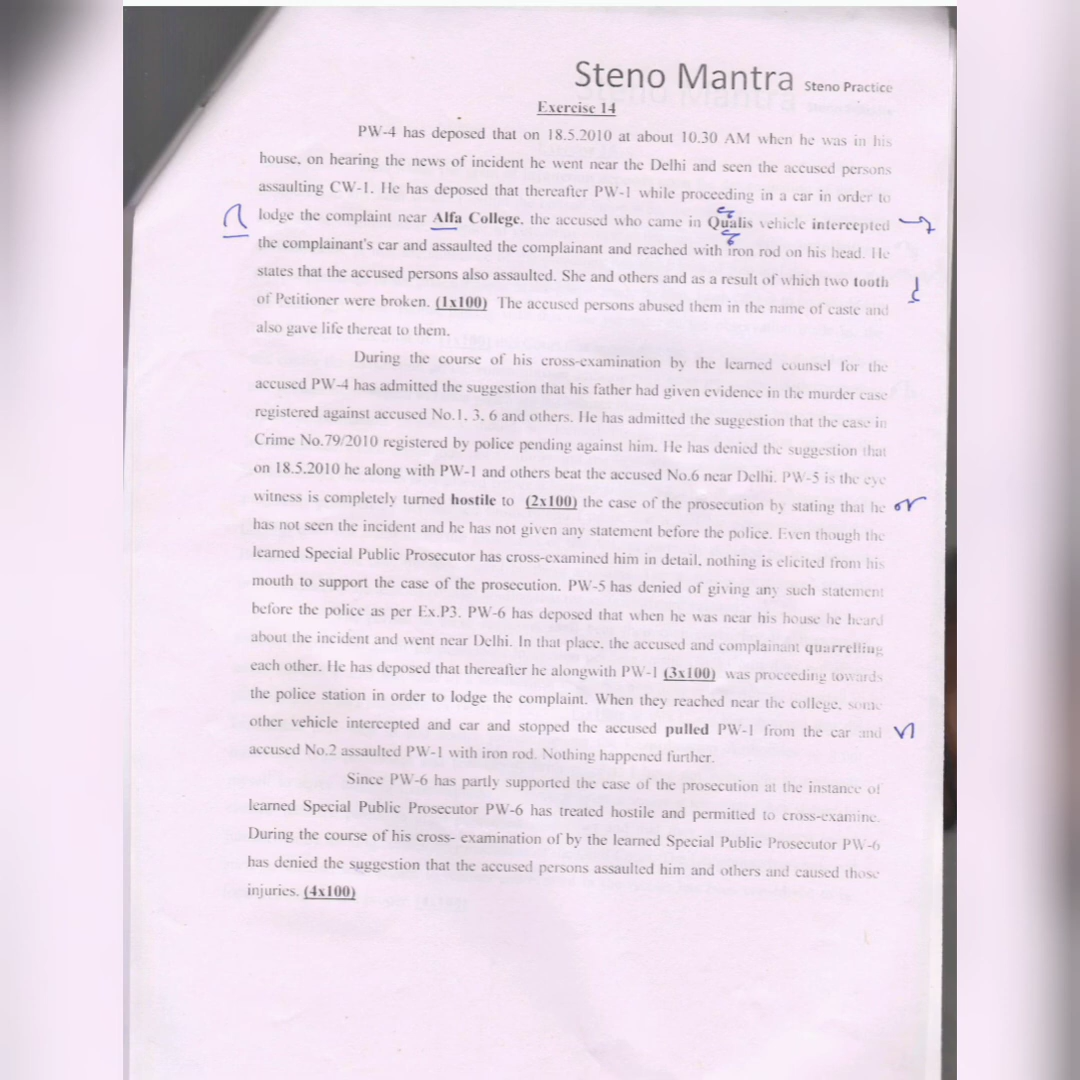 Steno Mantra Steno Practice
Exercise 14
PW-4 has deposed that on 18.5.2010 at about 10.30 AM when he was in his
house, on hearing the news of incident he went near the Delhi and seen the accused persons
assaulting CW-1. He has deposed that thereafter PW-1 while proceeding in a car in order to
lodge the complaint near Alfa College, the accused who came in Qualis vehicle intercepted
the complainant's car and assaulted the complainant and reached with iron rod on his head. He
states that the accused persons also assaulted. She and others and as a result of which two tooth
of Petitioner were broken. (1x100) The accused persons abused them in the name of caste and
also gave life thereat to them.
During the course of his cross-examination by the learned counsel for the
accused PW-4 has admitted the suggestion that his father had given evidence in the murder case
registered against accused No.1, 3, 6 and others. He has admitted the suggestion that the case in
Crime No.79/2010 registered by police pending against him. He has denied the suggestion that
on 18.5.2010 he along with PW-1 and others beat the accused No.6 near Delhi. PW-5 is the eye
witness is completely turned hostile to (2x100) the case of the prosecution by stating that he
has not seen the incident and he has not given any statement before the police. Even though the
learned Special Public Prosecutor has cross-examined him in detail, nothing is elicited from his
mouth to support the case of the prosecution. PW-5 has denied of giving any such statement
before the police as per Ex.P3. PW-6 has deposed that when he was near his house he heard
about the incident and went near Delhi. In that place, the accused and complainant quarrelling
each other. He has deposed that thereafter he alongwith PW-1 (3x100) was proceeding towards
the police station in order to lodge the complaint. When they reached near the college, some
other vehicle intercepted and car and stopped the accused pulled PW-1 from the car and
accused No.2 assaulted PW-1 with iron rod. Nothing happened further.
Since PW-6 has partly supported the case of the prosecution at the instance of
learned Special Public Prosecutor PW-6 has treated hostile and permitted to cross-examine.
During the course of his cross- examination of by the learned Special Public Prosecutor PW-6
has denied the suggestion that the accused persons assaulted him and others and caused those
injuries. (4x100)